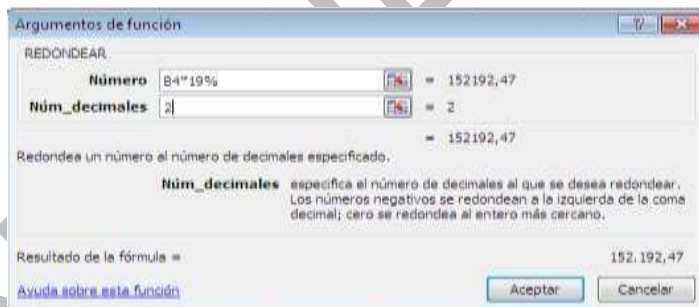 Argumentos de función
REDONDEAR
Número B4*19% = 152192,47
Núm_decimales 2 = 2
= 152192,47
Redondea un número al número de decimales especificado.
Núm_decimales especifica el número de decimales al que se desea redondear.
Los números negativos se redondean a la izquierda de la coma
decimal; cero se redondea al entero más cercano.
Resultado de la fórmula = 152.192,47
Ayuda sobre esta función Aceptar Cancelar